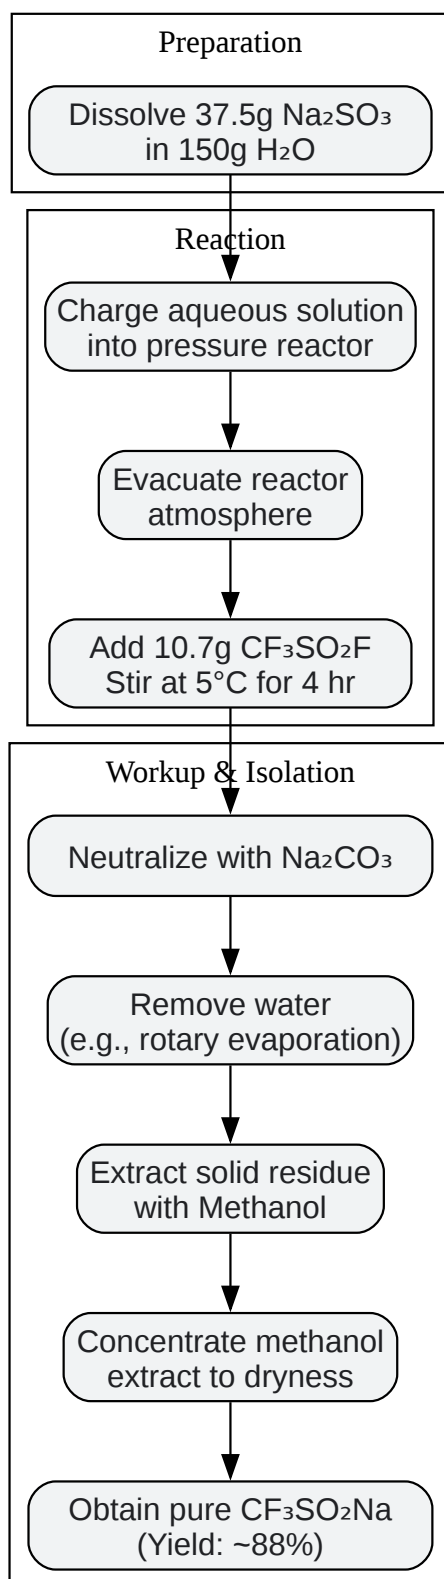 Preparation
Dissolve 37.5g Na₂SO₃
in 150g H₂O
Reaction
Charge aqueous solution
into pressure reactor
Evacuate reactor
atmosphere
Add 10.7g CF₃SO₂F
Stir at 5°C for 4 hr
Workup & Isolation
Neutralize with Na₂CO₃
Remove water
(e.g., rotary evaporation)
Extract solid residue
with Methanol
Concentrate methanol
extract to dryness
Obtain pure CF₃SO₂Na
(Yield: ~88%)